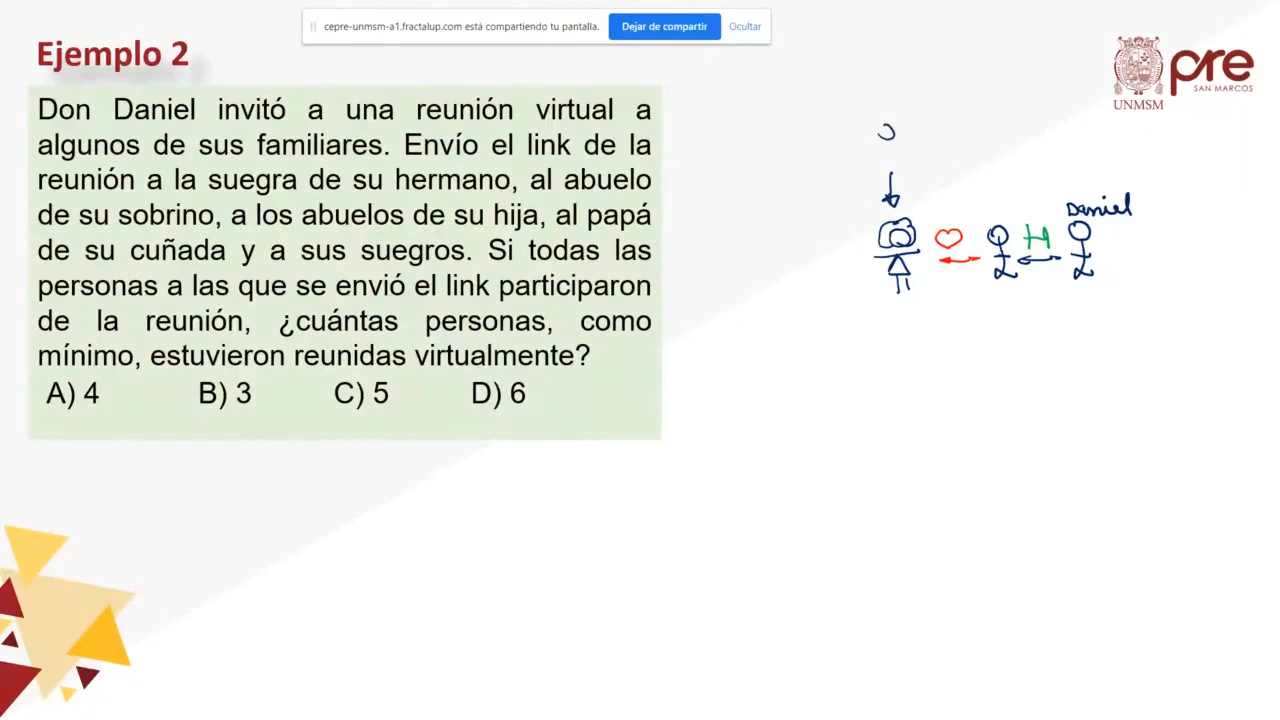 cepre-unmsm-a1.fractalup.com está compartiendo tu pantalla.
Dejar de compartir
Ocultar
Ejemplo 2
pre
SAN MARCOS
UNMSM
Don Daniel invitó a una reunión virtual a
algunos de sus familiares. Envío el link de la
reunión a la suegra de su hermano, al abuelo
de su sobrino, a los abuelos de su hija, al papá
de su cuñada y a sus suegros. Si todas las
personas a las que se envió el link participaron
de la reunión, ¿cuántas personas, como
mínimo, estuvieron reunidas virtualmente?
A) 4 B) 3 C) 5 D) 6
Daniel
H